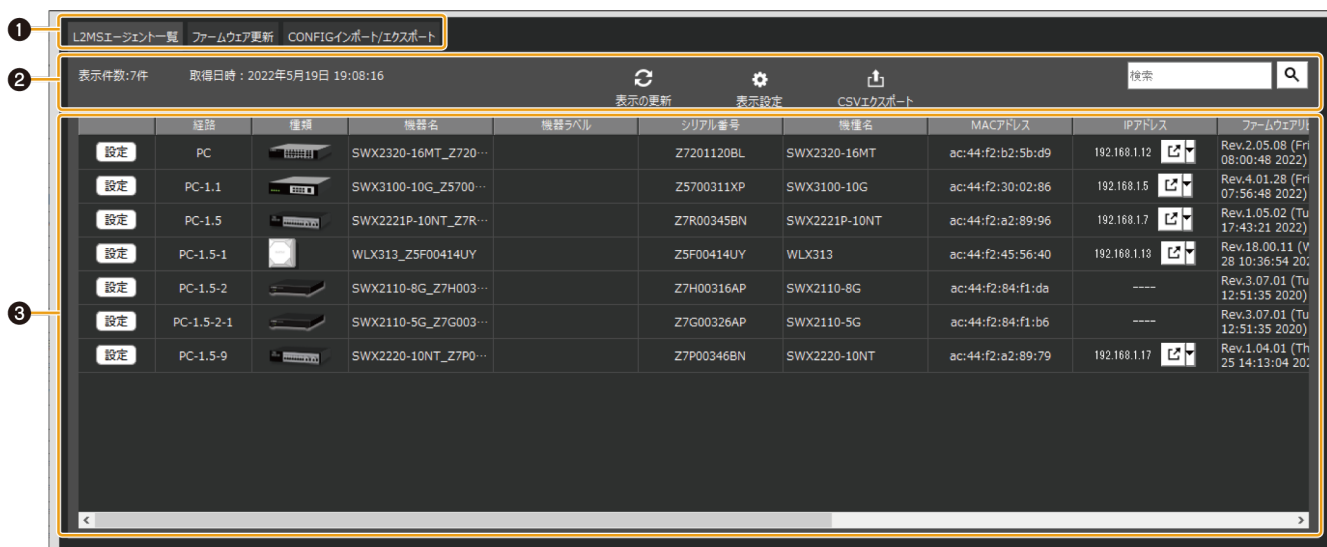 ❶
L2MSエージェント一覧 ファームウェア更新 CONFIGインポート/エクスポート
❷
表示件数:7件 取得日時：2022年5月19日 19:08:16
表示の更新 表示設定 CSVエクスポート
検索
❸
経路 種類 機器名 機器ラベル シリアル番号 機種名 MACアドレス IPアドレス ファームウェアリビ
設定 PC SWX2320-16MT_Z720… Z7201120BL SWX2320-16MT ac:44:f2:b2:5b:d9 192.168.1.12 Rev.2.05.08 (Fri
08:00:48 2022)
設定 PC-1.1 SWX3100-10G_Z5700… Z5700311XP SWX3100-10G ac:44:f2:30:02:86 192.168.1.5 Rev.4.01.28 (Fri
07:56:48 2022)
設定 PC-1.5 SWX2221P-10NT_Z7R… Z7R00345BN SWX2221P-10NT ac:44:f2:a2:89:96 192.168.1.7 Rev.1.05.02 (Tu
17:43:21 2022)
設定 PC-1.5-1 WLX313_Z5F00414UY Z5F00414UY WLX313 ac:44:f2:45:56:40 192.168.1.13 Rev.18.00.11 (W
28 10:36:54 202
設定 PC-1.5-2 SWX2110-8G_Z7H003… Z7H00316AP SWX2110-8G ac:44:f2:84:f1:da ---- Rev.3.07.01 (Tu
12:51:35 2020)
設定 PC-1.5-2-1 SWX2110-5G_Z7G003… Z7G00326AP SWX2110-5G ac:44:f2:84:f1:b6 ---- Rev.3.07.01 (Tu
12:51:35 2020)
設定 PC-1.5-9 SWX2220-10NT_Z7P0… Z7P00346BN SWX2220-10NT ac:44:f2:a2:89:79 192.168.1.17 Rev.1.04.01 (Th
25 14:13:04 202